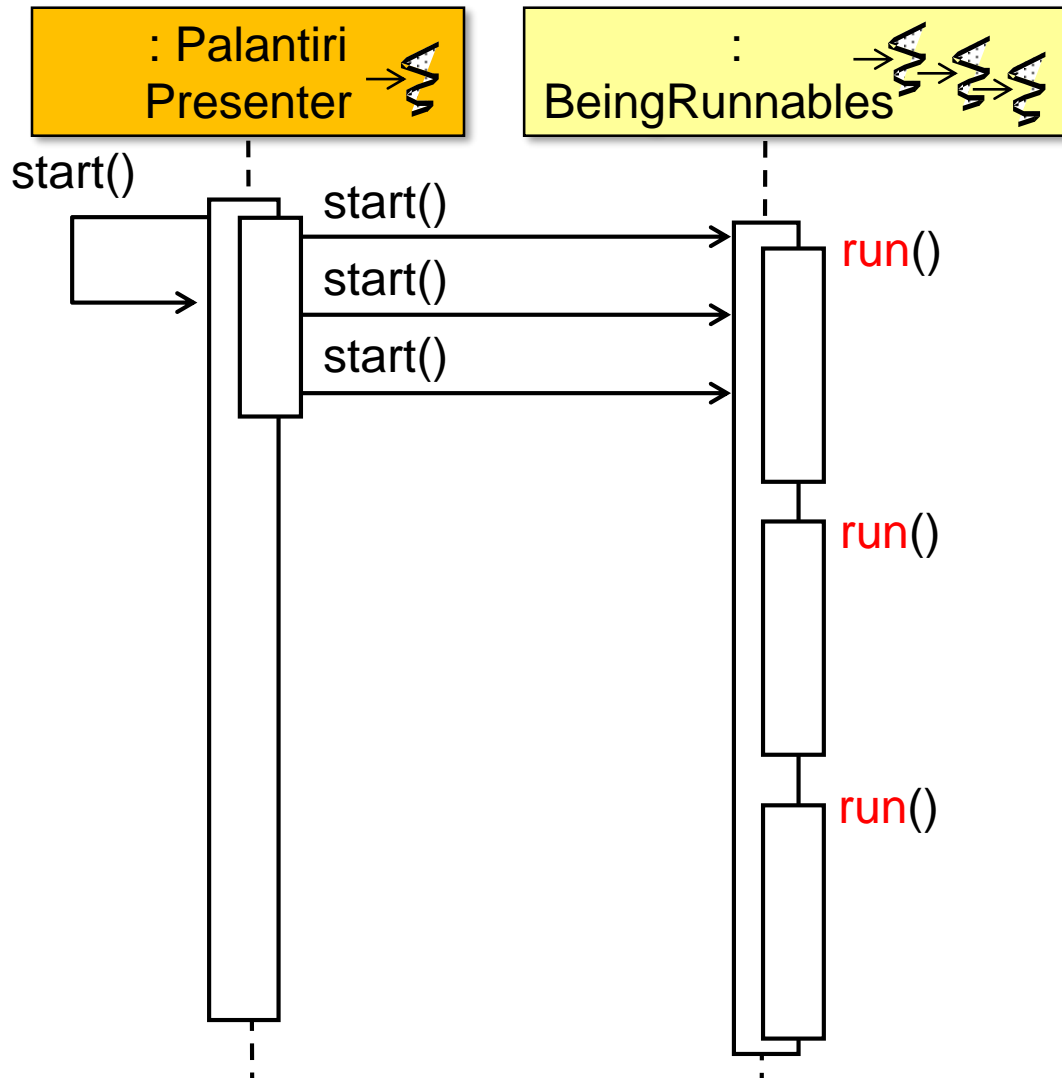 : Palantiri
Presenter
:
BeingRunnables
start()
start()
run()
start()
start()
run()
run()